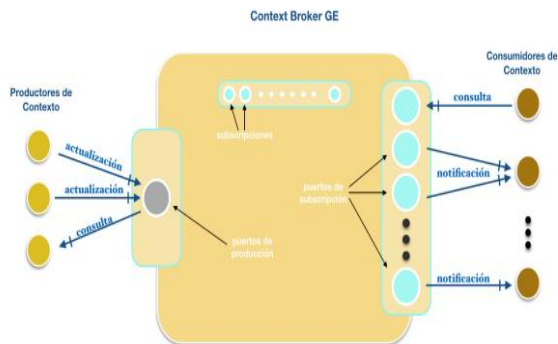 Context Broker GE
Productores de
Contexto
Consumidores de
Contexto
actualización
actualización
consulta
subscripciones
puertos de
producción
puertos de
subscripción
consulta
notificación
notificación